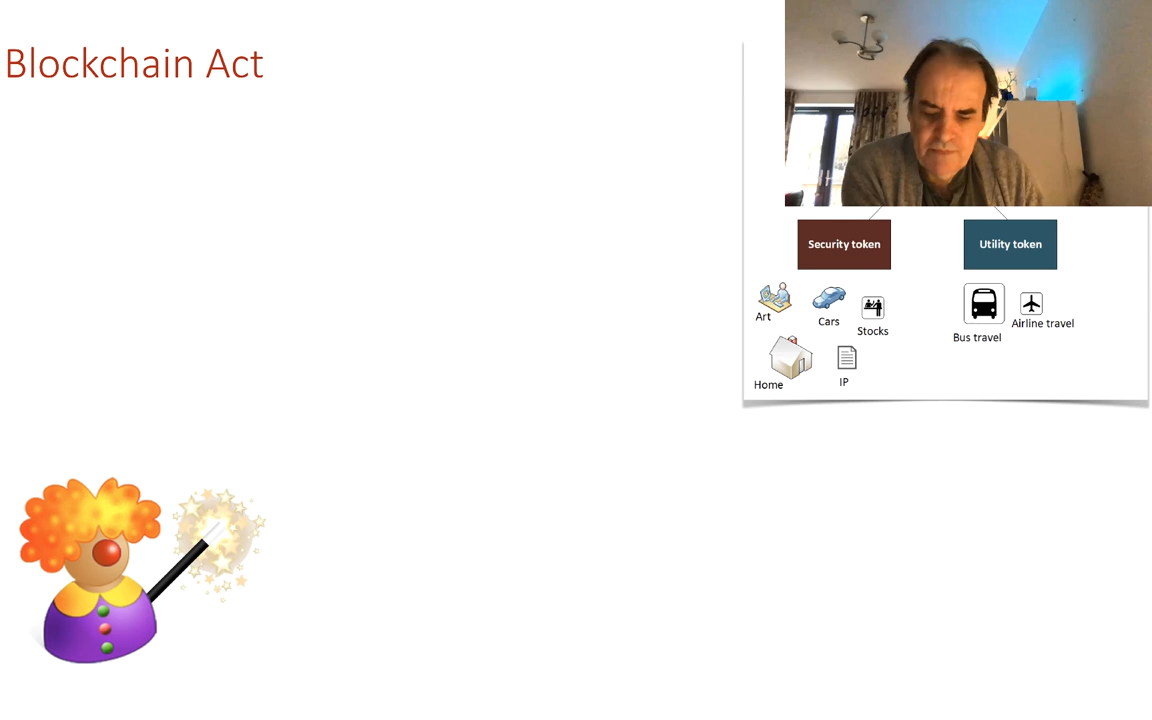 Blockchain Act
Security token
Utility token
Art
Cars
Stocks
Bus travel
Airline travel
Home
IP